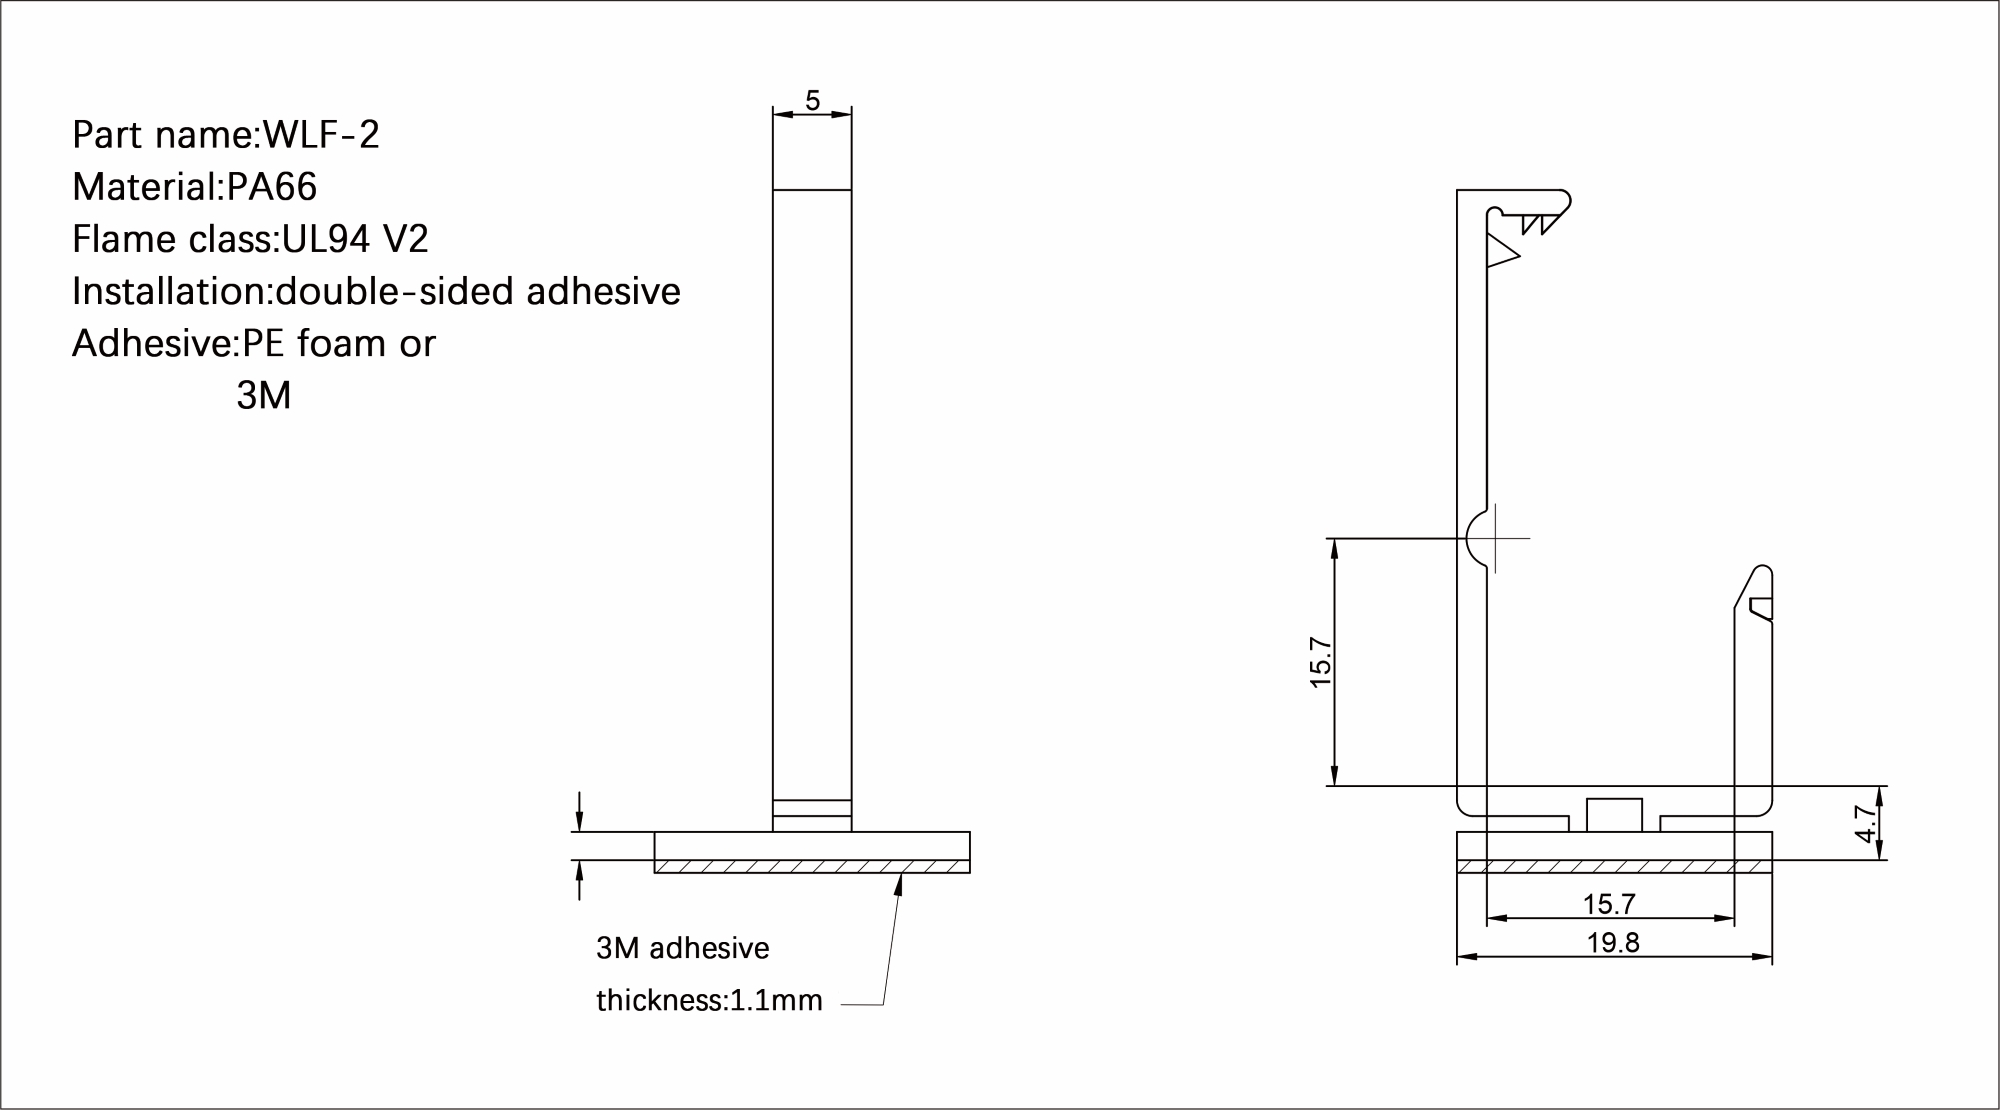 Part name:WLF-2
Material:PA66
Flame class:UL94 V2
Installation:double-sided adhesive
Adhesive:PE foam or
3M
5
15.7
4.7
15.7
19.8
3M adhesive
thickness:1.1mm